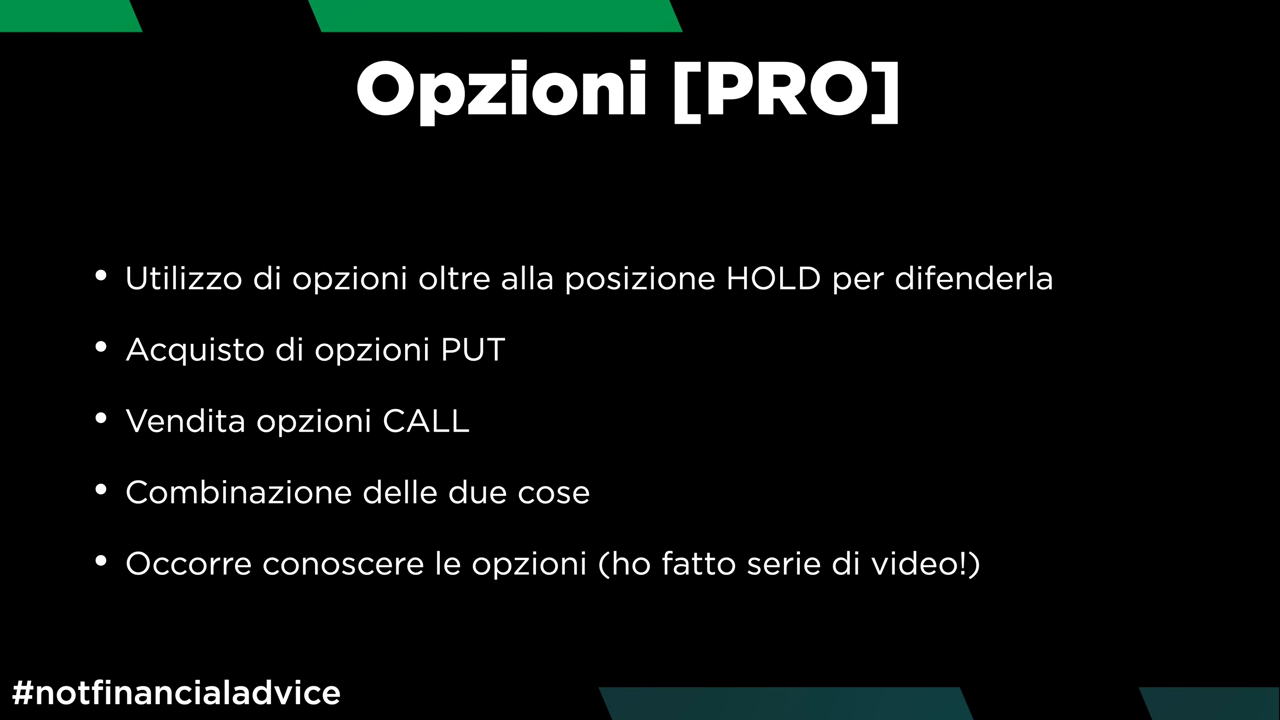 Opzioni [PRO]
• Utilizzo di opzioni oltre alla posizione HOLD per difenderla
• Acquisto di opzioni PUT
• Vendita opzioni CALL
• Combinazione delle due cose
• Occorre conoscere le opzioni (ho fatto serie di video!)
#notfinancialadvice